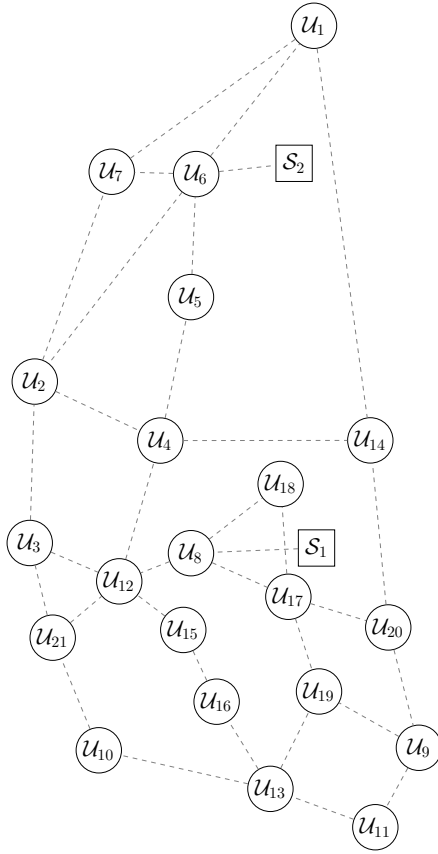 𝒰₁
𝒰₇
𝒰₆
𝒮₂
𝒰₅
𝒰₂
𝒰₄
𝒰₁₄
𝒰₁₈
𝒰₃
𝒰₈
𝒮₁
𝒰₁₂
𝒰₁₇
𝒰₂₁
𝒰₁₅
𝒰₂₀
𝒰₁₆
𝒰₁₉
𝒰₁₀
𝒰₉
𝒰₁₃
𝒰₁₁